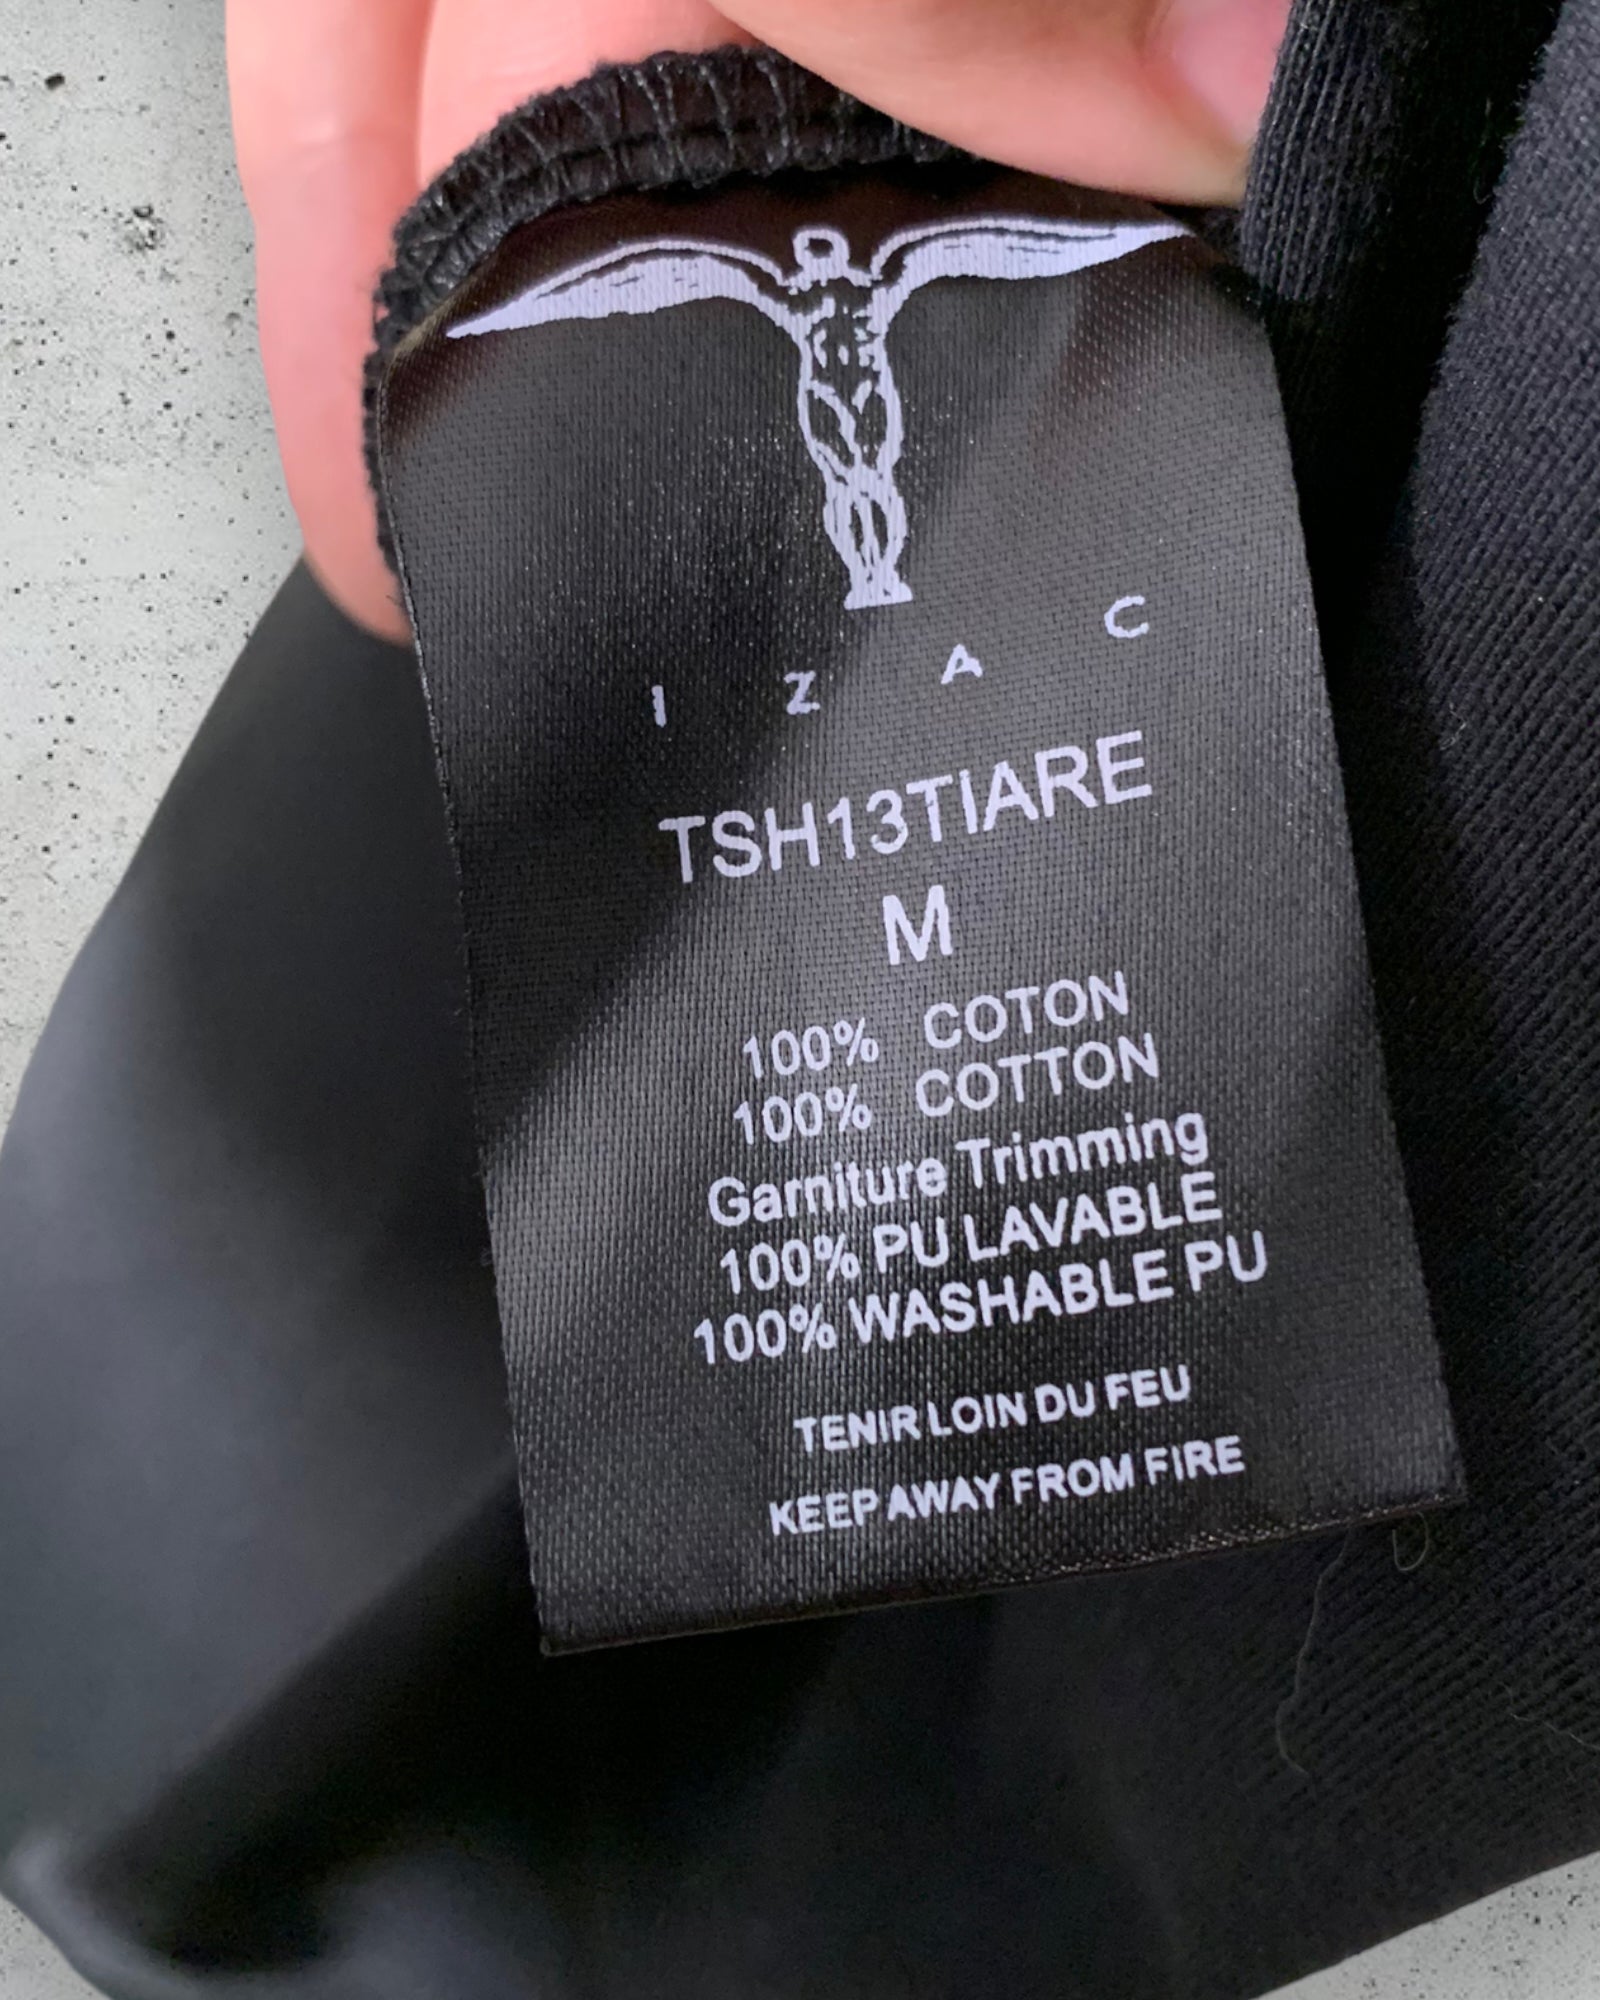 I Z A C
TSH13TIARE
M
100% COTON
100% COTTON
Garniture Trimming
100% PU LAVABLE
100% WASHABLE PU
TENIR LOIN DU FEU
KEEP AWAY FROM FIRE